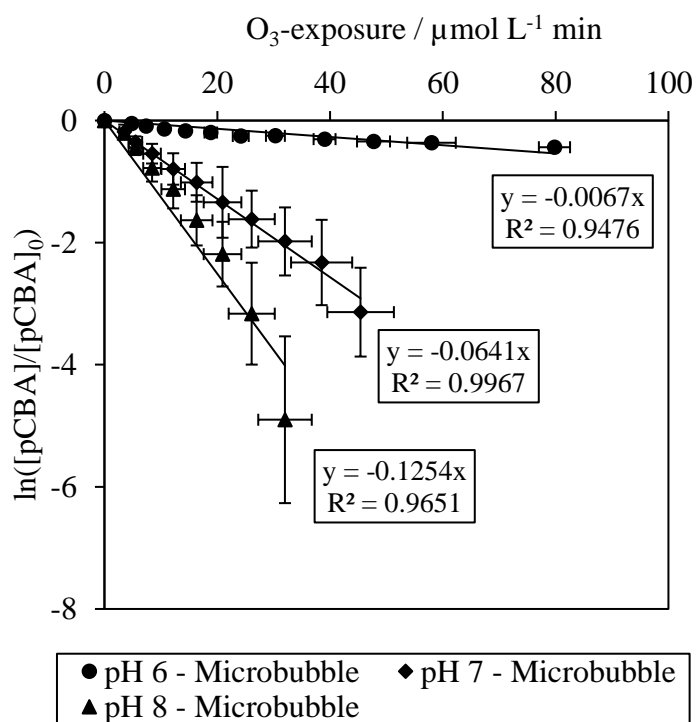 O₃-exposure / µmol L⁻¹ min
0 20 40 60 80 100
0
-2
-4
-6
-8
ln([pCBA]/[pCBA]₀)
y = -0.0067x
R² = 0.9476
y = -0.0641x
R² = 0.9967
y = -0.1254x
R² = 0.9651
pH 6 - Microbubble pH 7 - Microbubble
pH 8 - Microbubble